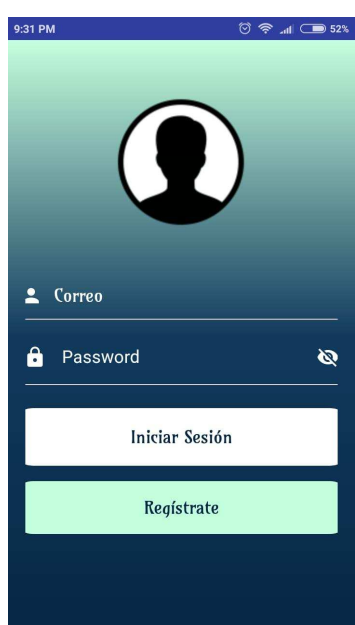 9:31 PM 52%
Correo
Password
Iniciar Sesión
Regístrate